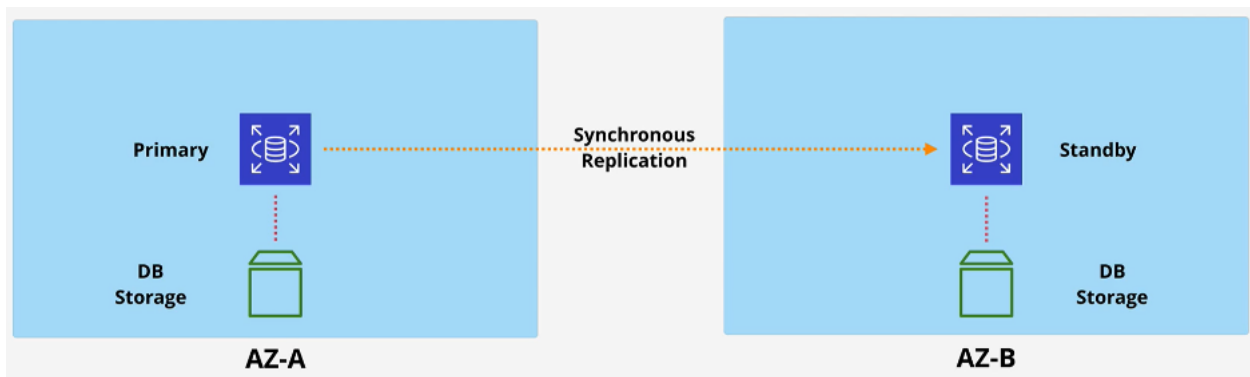 Primary
Synchronous
Replication
Standby
DB
Storage
DB
Storage
AZ-A
AZ-B